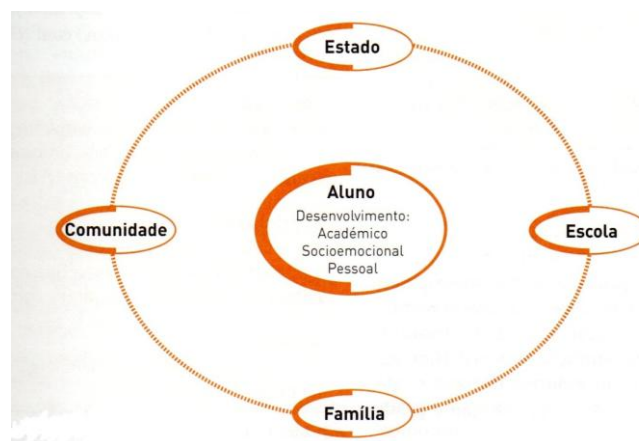 Estado
Aluno
Desenvolvimento:
Académico
Socioemocional
Pessoal
Comunidade
Escola
Família